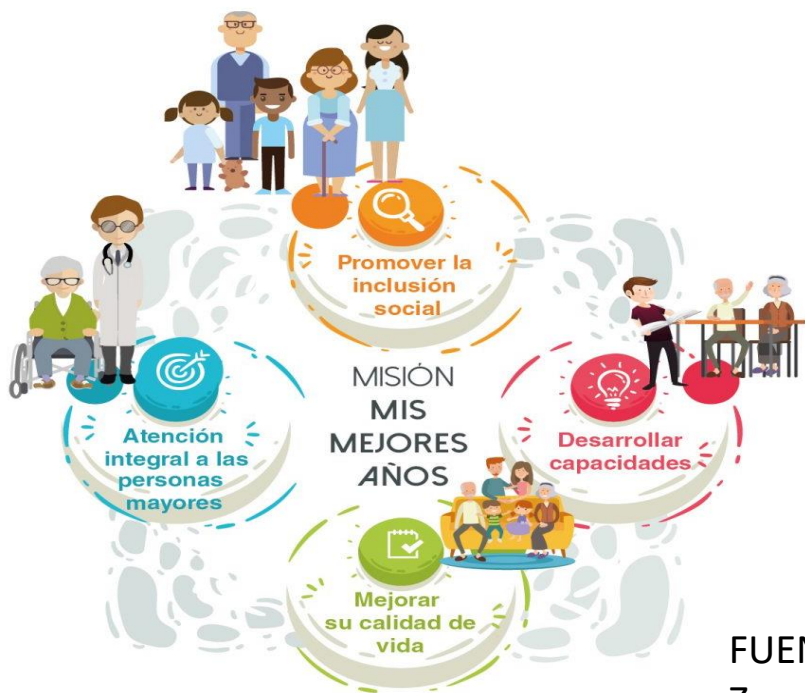 Promover la
inclusión
social
MISIÓN
MIS
MEJORES
AÑOS
Atención
integral a las
personas
mayores
Desarrollar
capacidades
Mejorar
su calidad de
vida